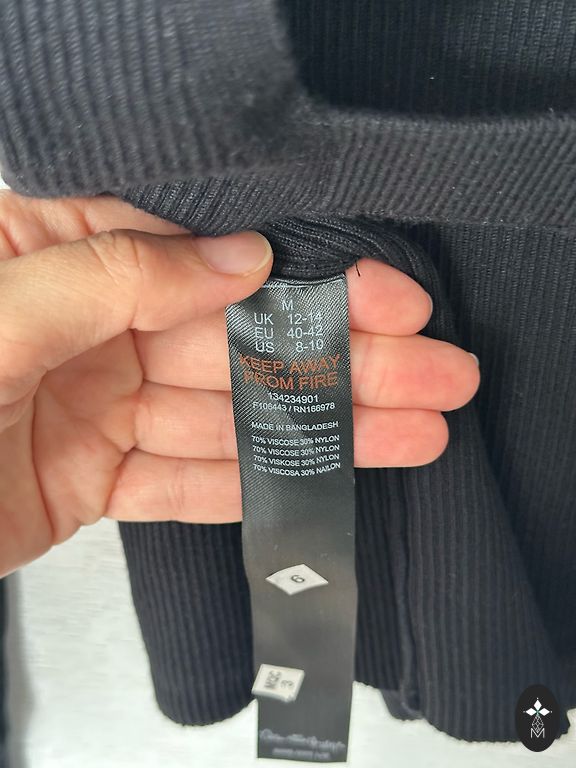 M
UK 12-14
EU 40-42
US 8-10
KEEP AWAY
FROM FIRE
134234901
F109443 / RN166978
MADE IN BANGLADESH
70% VISCOSE 30% NYLON
70% VISCOSE 30% NYLON
70% VISKOSE 30% NYLON
70% VISCOSA 30% NAILON
6
M